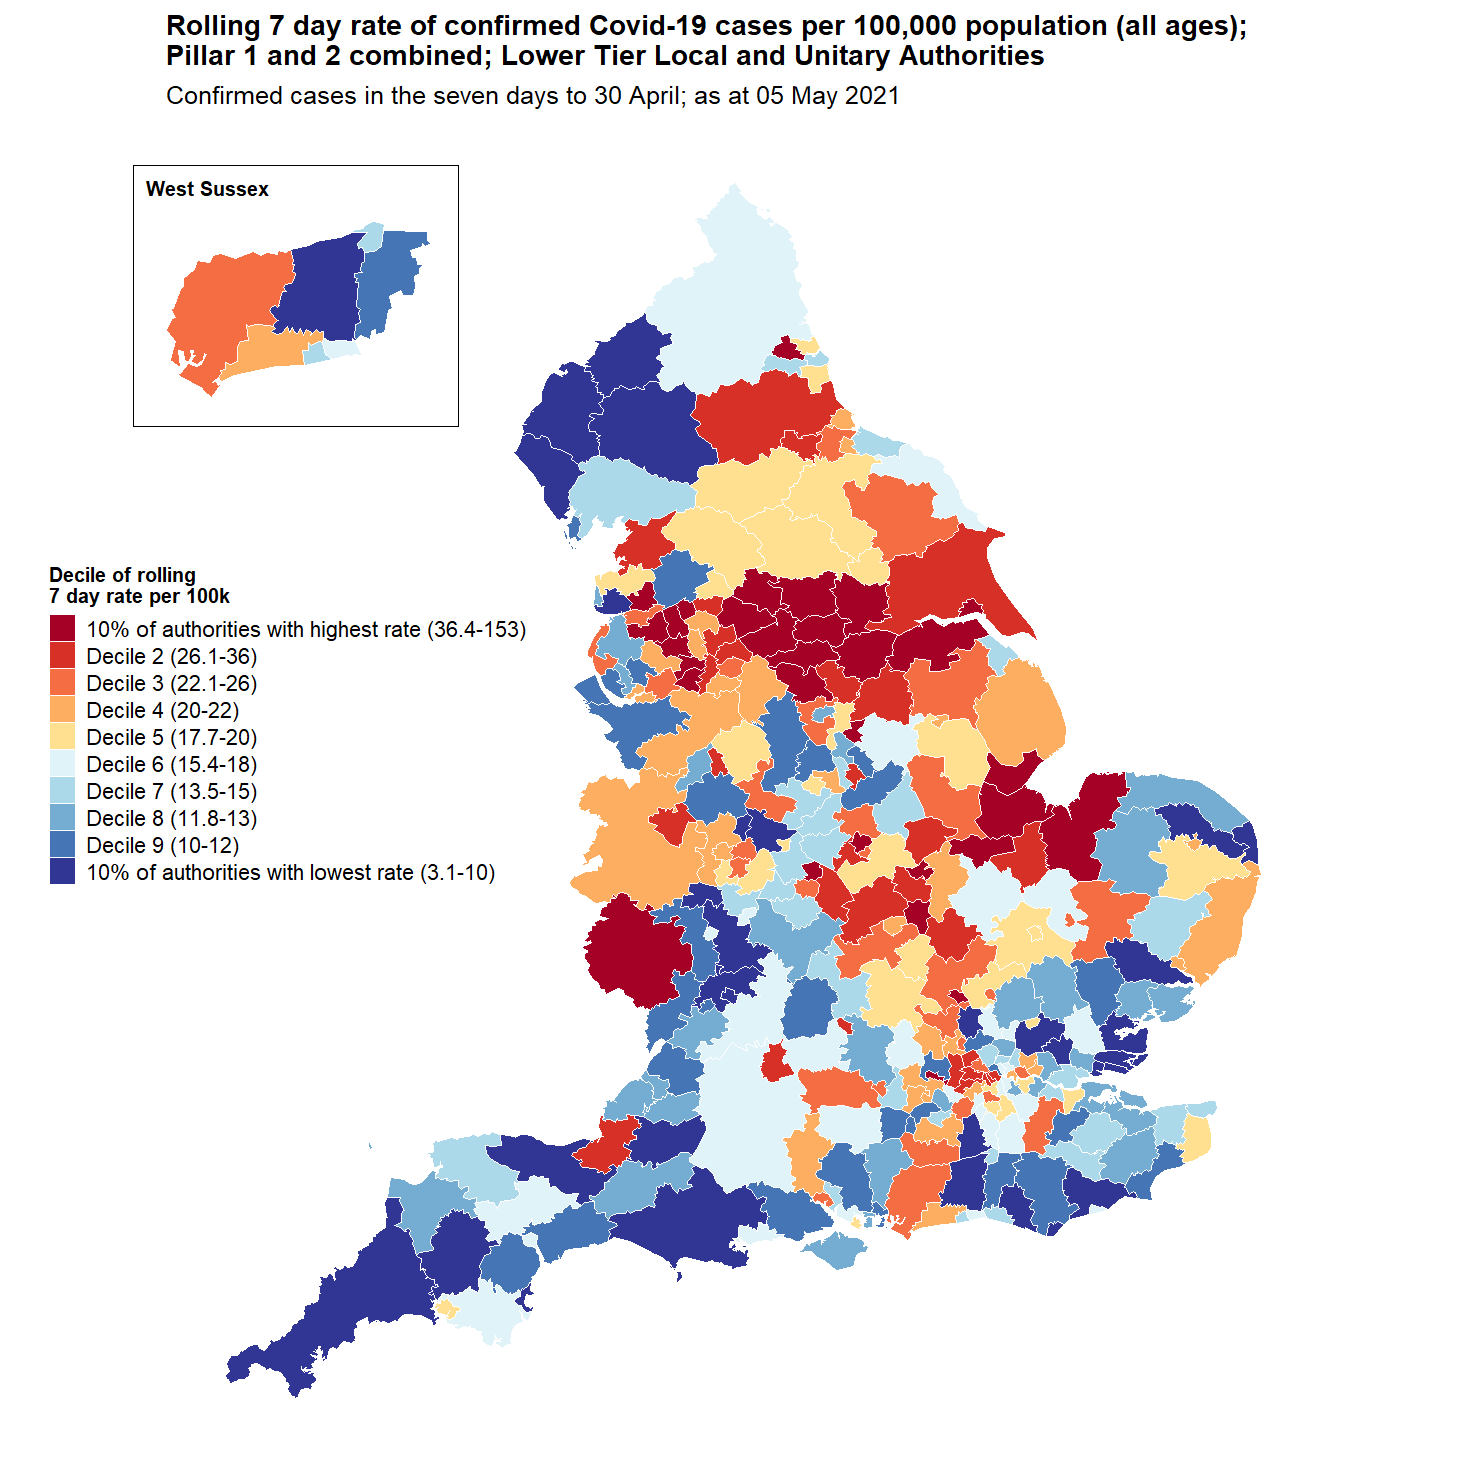 Rolling 7 day rate of confirmed Covid-19 cases per 100,000 population (all ages);
Pillar 1 and 2 combined; Lower Tier Local and Unitary Authorities
Confirmed cases in the seven days to 30 April; as at 05 May 2021
West Sussex
Decile of rolling
7 day rate per 100k
10% of authorities with highest rate (36.4-153)
Decile 2 (26.1-36)
Decile 3 (22.1-26)
Decile 4 (20-22)
Decile 5 (17.7-20)
Decile 6 (15.4-18)
Decile 7 (13.5-15)
Decile 8 (11.8-13)
Decile 9 (10-12)
10% of authorities with lowest rate (3.1-10)